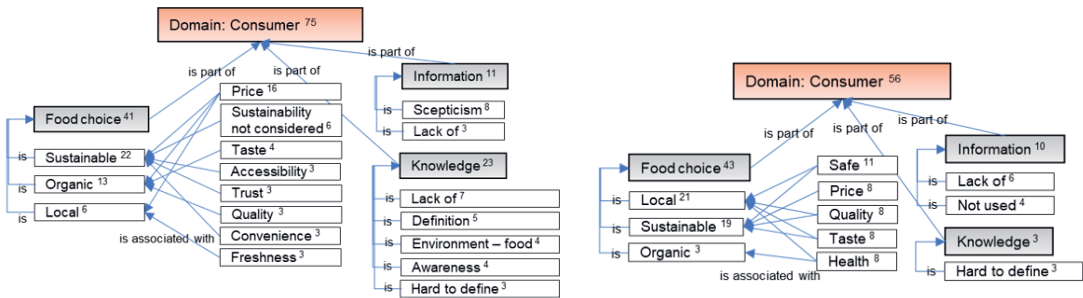 Domain: Consumer 75
is part of
is part of
is part of
Information 11
is
Scepticism 8
is
Lack of 3
Food choice 41
is
Sustainable 22
is
Organic 13
is
Local 6
Price 16
Sustainability
not considered 6
Taste 4
Accessibility 3
Trust 3
Quality 3
Convenience 3
Freshness 3
is associated with
Knowledge 23
is
Lack of 7
is
Definition 5
is
Environment – food 4
is
Awareness 4
is
Hard to define 3
Domain: Consumer 56
is part of
is part of
is part of
Food choice 43
is
Local 21
is
Sustainable 19
is
Organic 3
Safe 11
Price 8
Quality 8
Taste 8
Health 8
is associated with
Information 10
is
Lack of 6
is
Not used 4
Knowledge 3
is
Hard to define 3